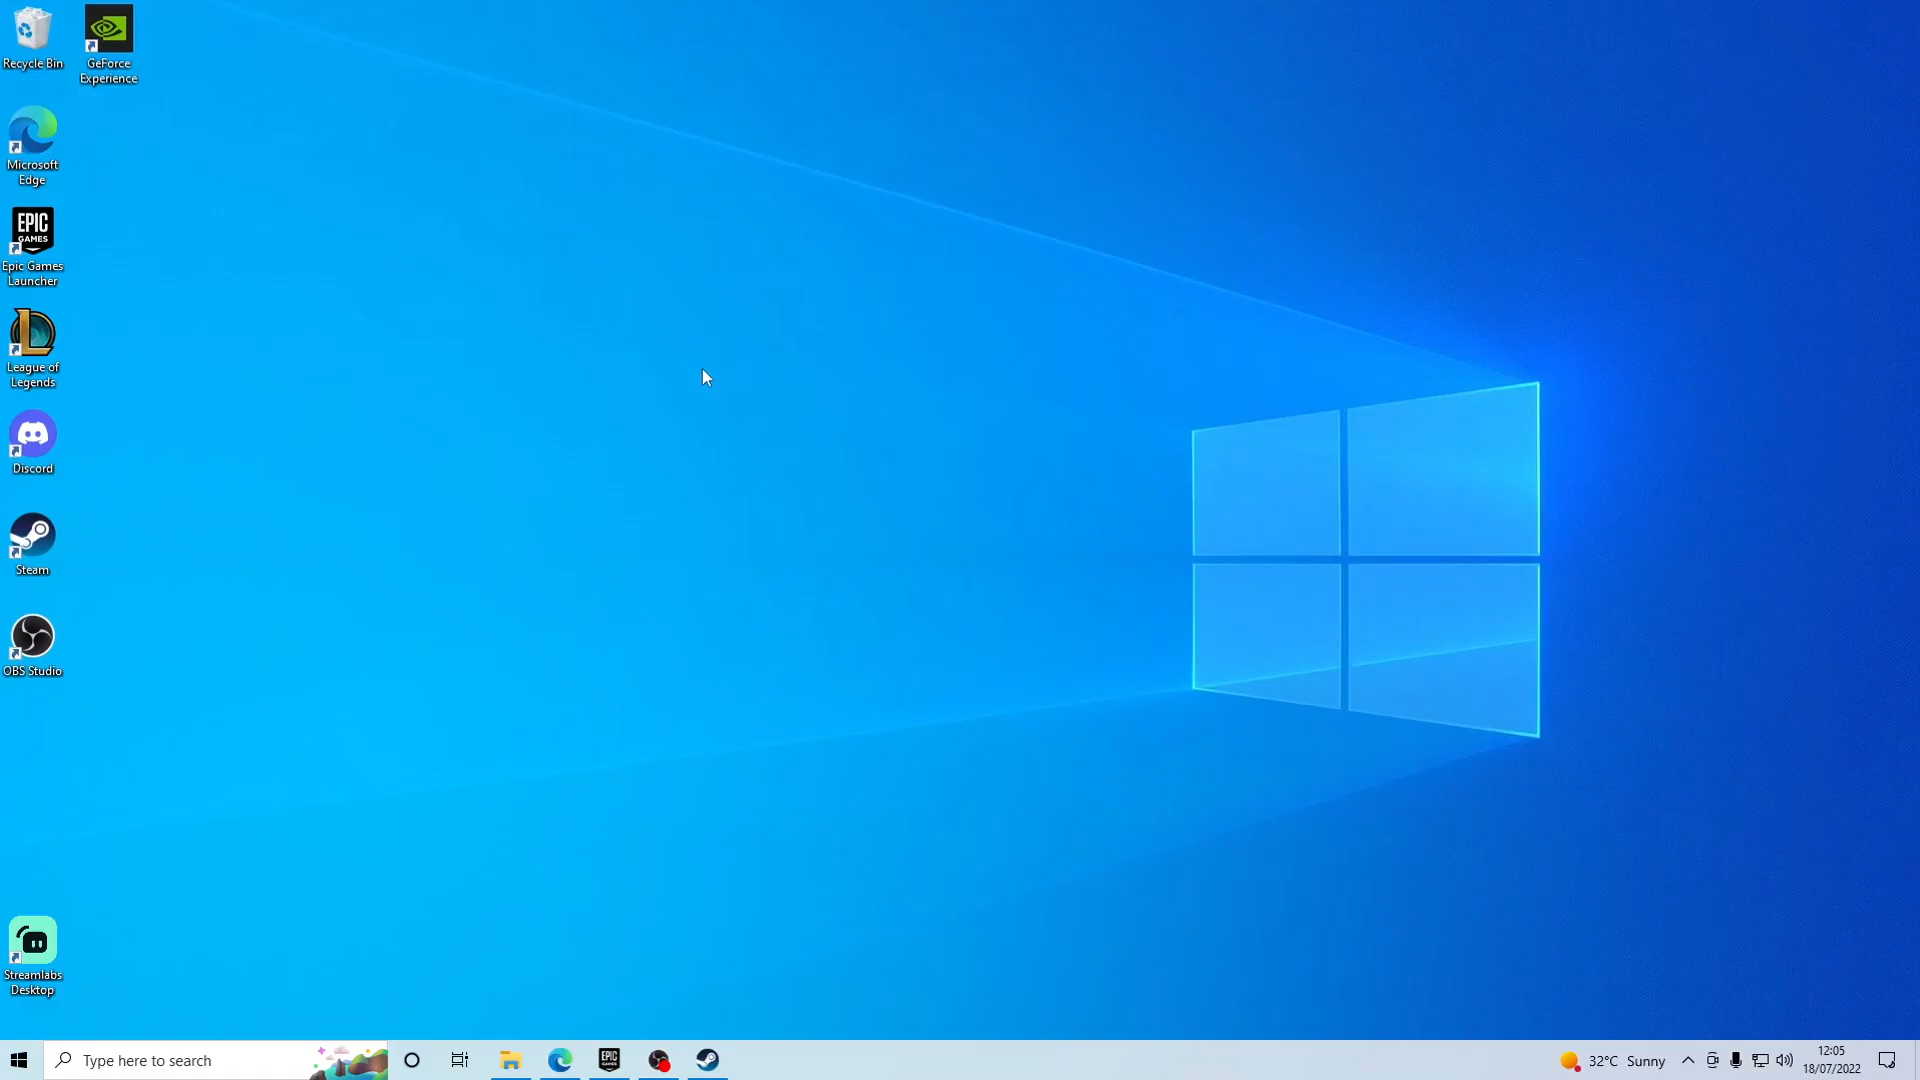 Recycle Bin
GeForce
Experience
Microsoft
Edge
EPIC
GAMES
Epic Games
Launcher
League of
Legends
Discord
Steam
OBS Studio
Streamlabs
Desktop
Type here to search
EPIC
GAMES
32°C Sunny
12:05
18/07/2022